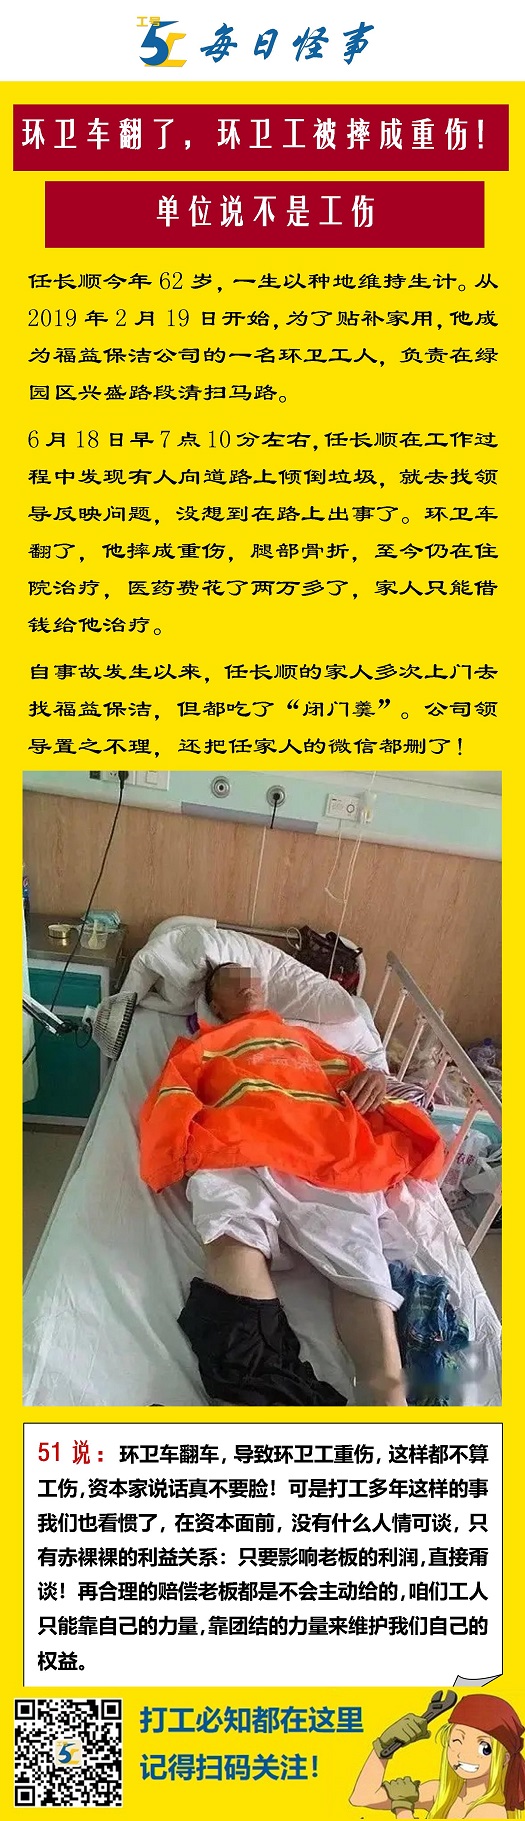 工号
51
每日怪事
环卫车翻了，环卫工被摔成重伤！
单位说不是工伤
任长顺今年 62 岁，一生以种地维持生计。从
2019 年 2 月 19 日开始，为了贴补家用，他成
为福益保洁公司的一名环卫工人，负责在绿
园区兴盛路段清扫马路。
6 月 18 日早 7 点 10 分左右，任长顺在工作过
程中发现有人向道路上倾倒垃圾，就去找领
导反映问题，没想到在路上出事了。环卫车
翻了，他摔成重伤，腿部骨折，至今仍在住
院治疗，医药费花了两万多了，家人只能借
钱给他治疗。
自事故发生以来，任长顺的家人多次上门去
找福益保洁，但都吃了“闭门羹”。公司领
导置之不理，还把任家人的微信都删了！
51 说：环卫车翻车，导致环卫工重伤，这样都不算
工伤，资本家说话真不要脸！可是打工多年这样的事
我们也看惯了，在资本面前，没有什么人情可谈，只
有赤裸裸的利益关系：只要影响老板的利润，直接甭
谈！再合理的赔偿老板都是不会主动给的，咱们工人
只能靠自己的力量，靠团结的力量来维护我们自己的
权益。
打工必知都在这里
记得扫码关注！